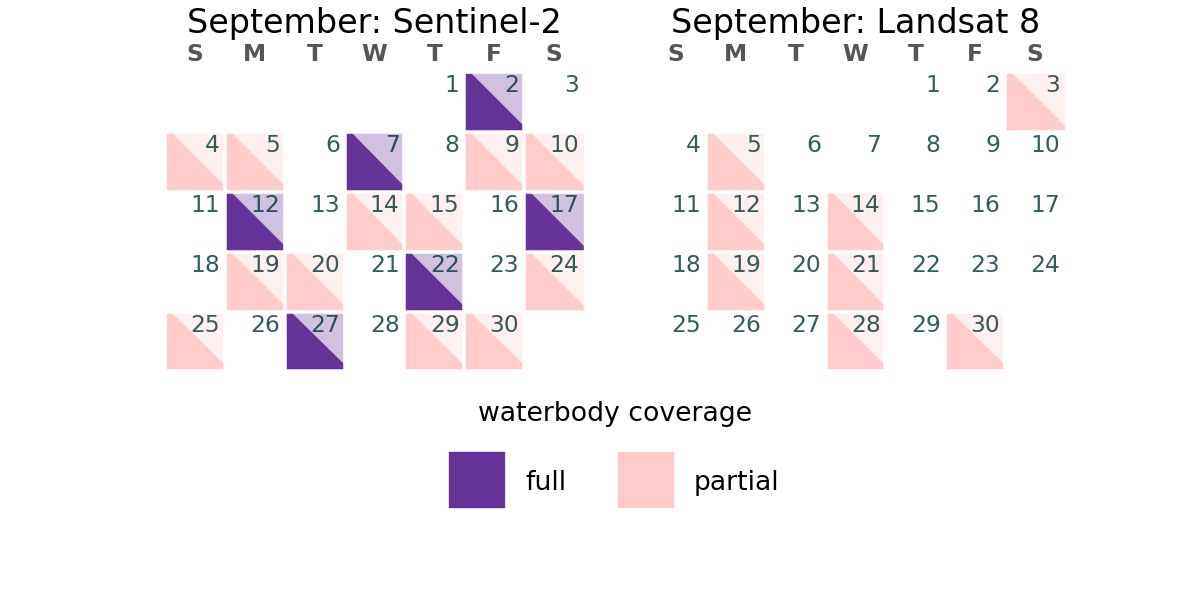 September: Sentinel-2
S M T W T F S
1 2 3
4 5 6 7 8 9 10
11 12 13 14 15 16 17
18 19 20 21 22 23 24
25 26 27 28 29 30
September: Landsat 8
S M T W T F S
1 2 3
4 5 6 7 8 9 10
11 12 13 14 15 16 17
18 19 20 21 22 23 24
25 26 27 28 29 30
waterbody coverage
full
partial